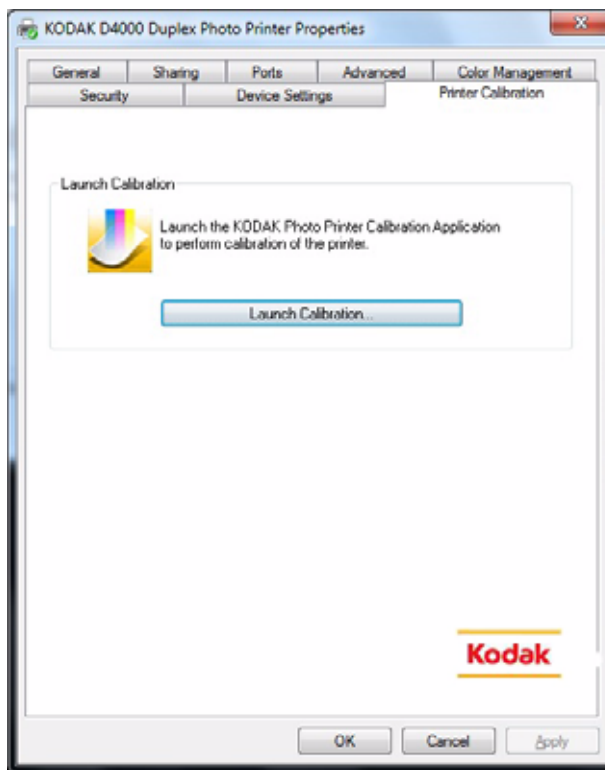 KODAK D4000 Duplex Photo Printer Properties
General Sharing Ports Advanced Color Management
Security Device Settings Printer Calibration
Launch Calibration
Launch the KODAK Photo Printer Calibration Application
to perform calibration of the printer.
Launch Calibration...
Kodak
OK Cancel Apply